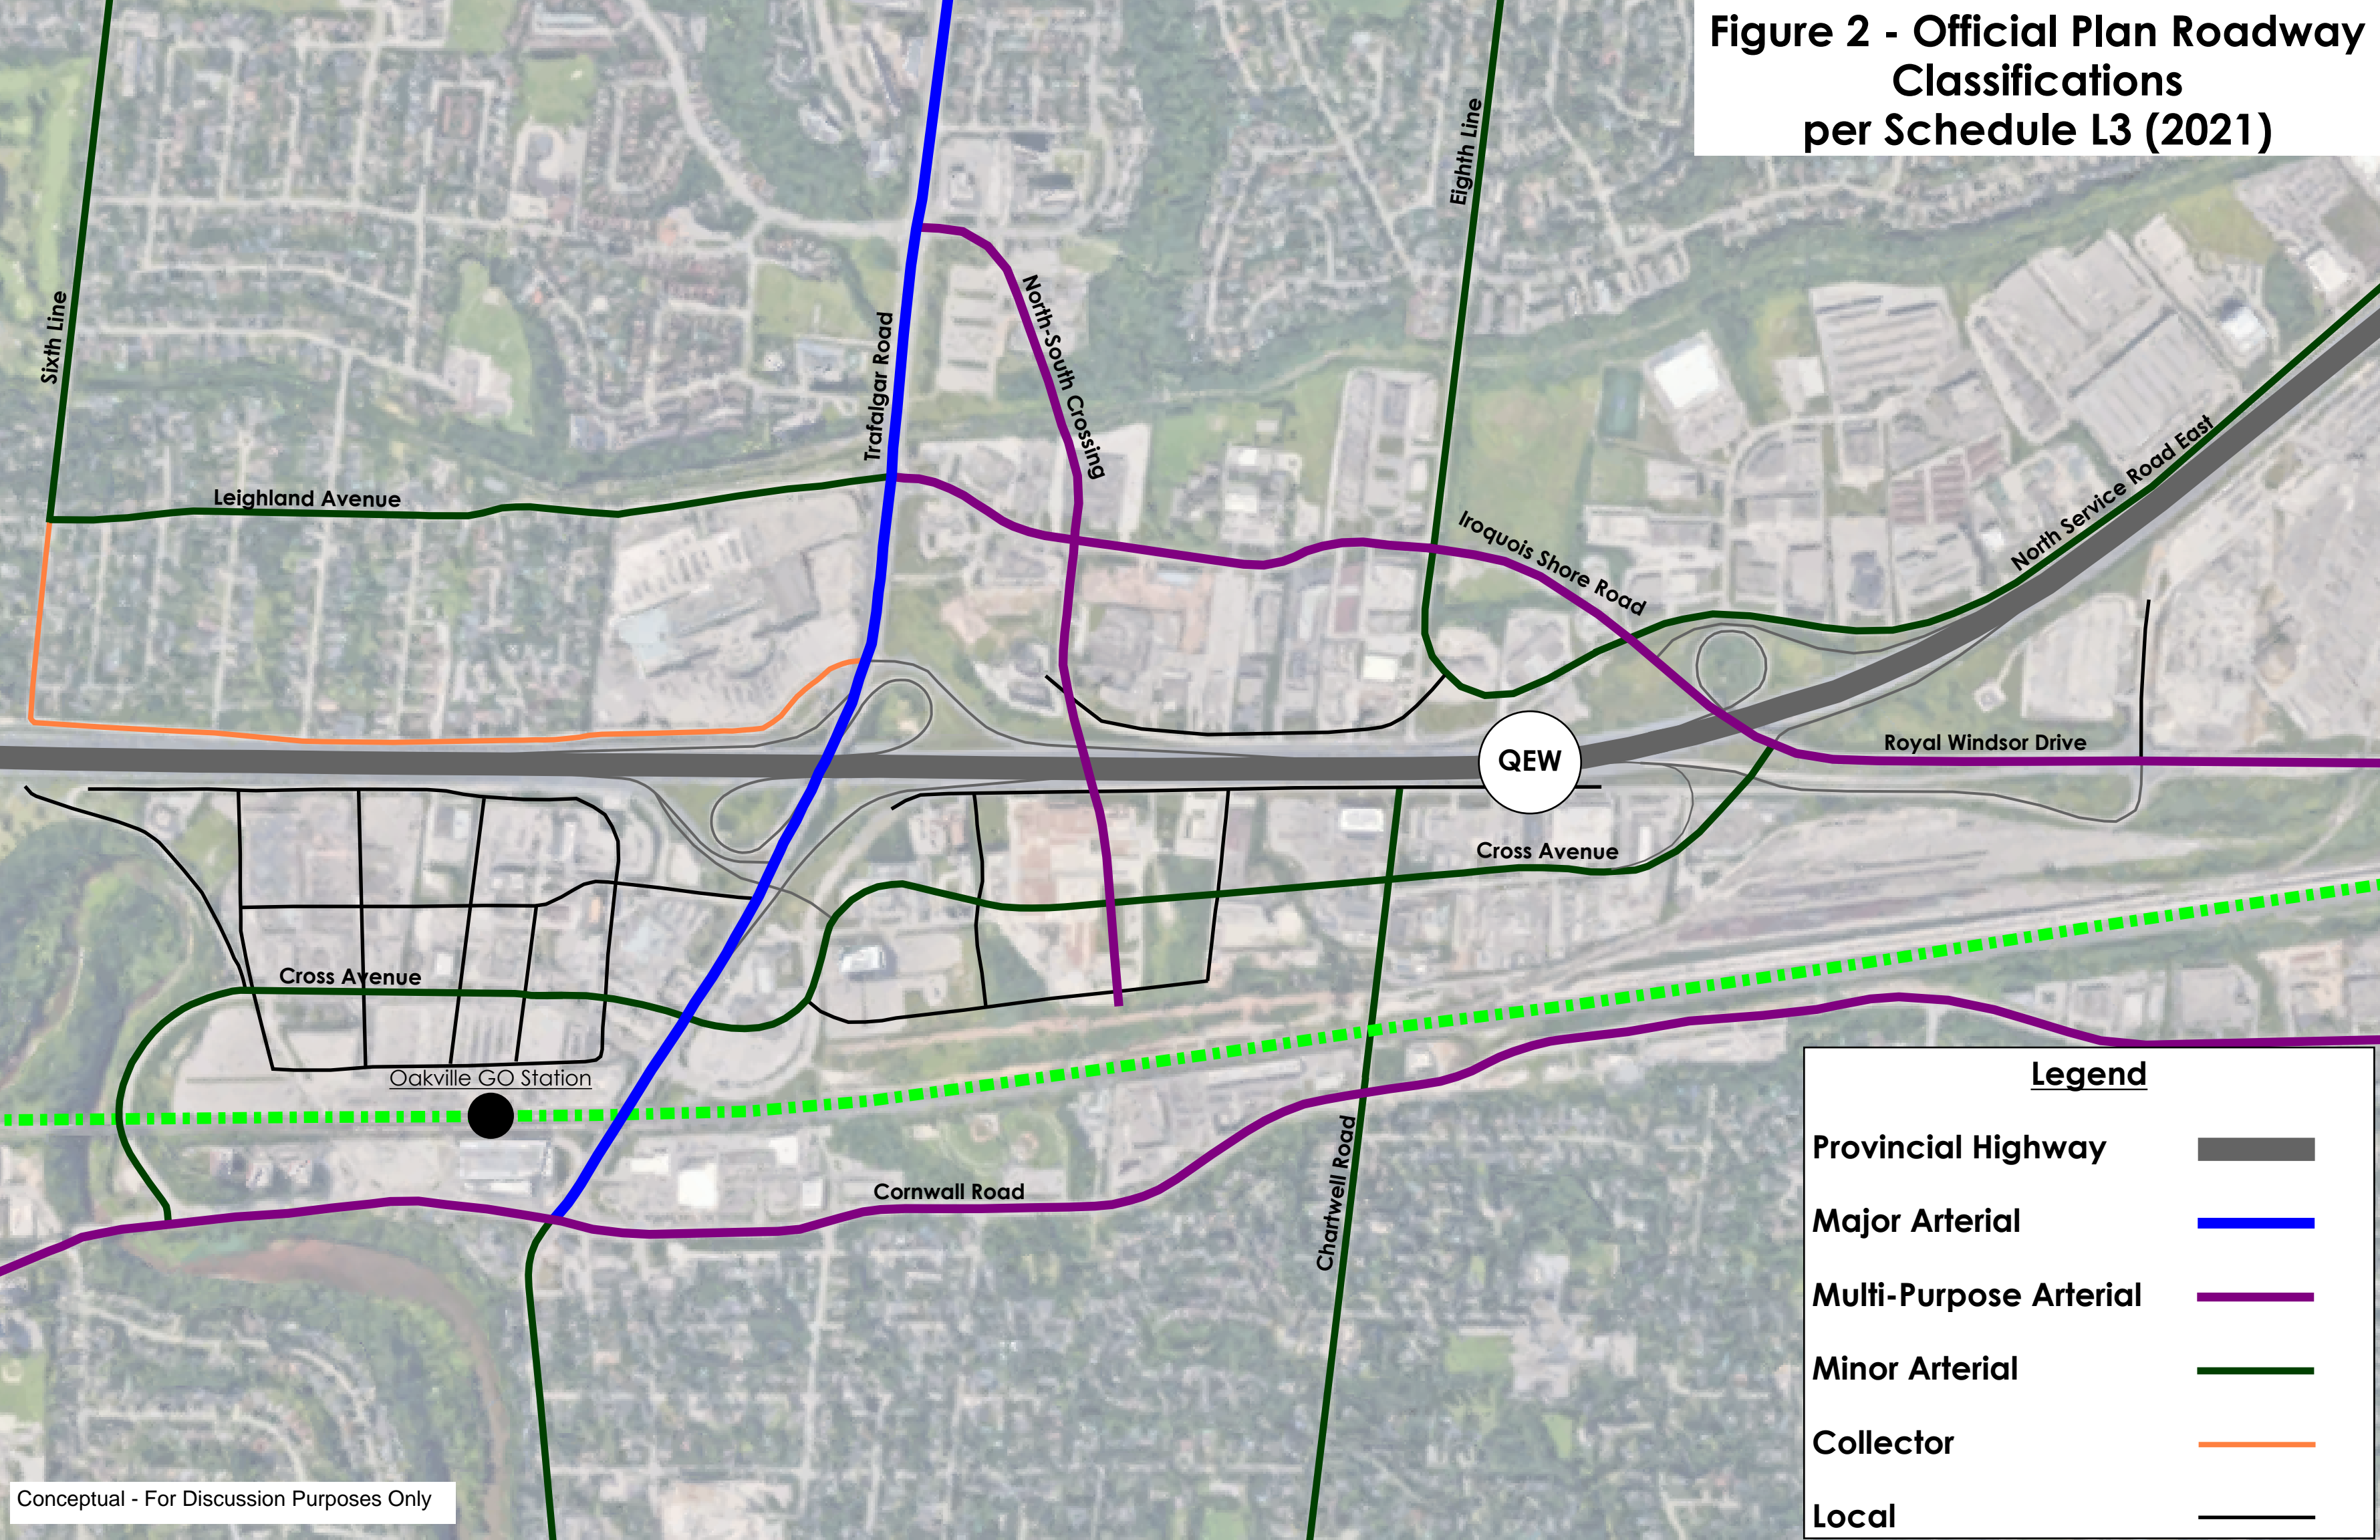 Figure 2 - Official Plan Roadway
Classifications
per Schedule L3 (2021)
Eighth Line
Sixth Line
North-South Crossing
Trafalgar Road
Leighland Avenue
North Service Road East
Iroquois Shore Road
Royal Windsor Drive
QEW
Cross Avenue
Cross Avenue
Oakville GO Station
Cornwall Road
Chartwell Road
Legend
Provincial Highway
Major Arterial
Multi-Purpose Arterial
Minor Arterial
Collector
Local
Conceptual - For Discussion Purposes Only